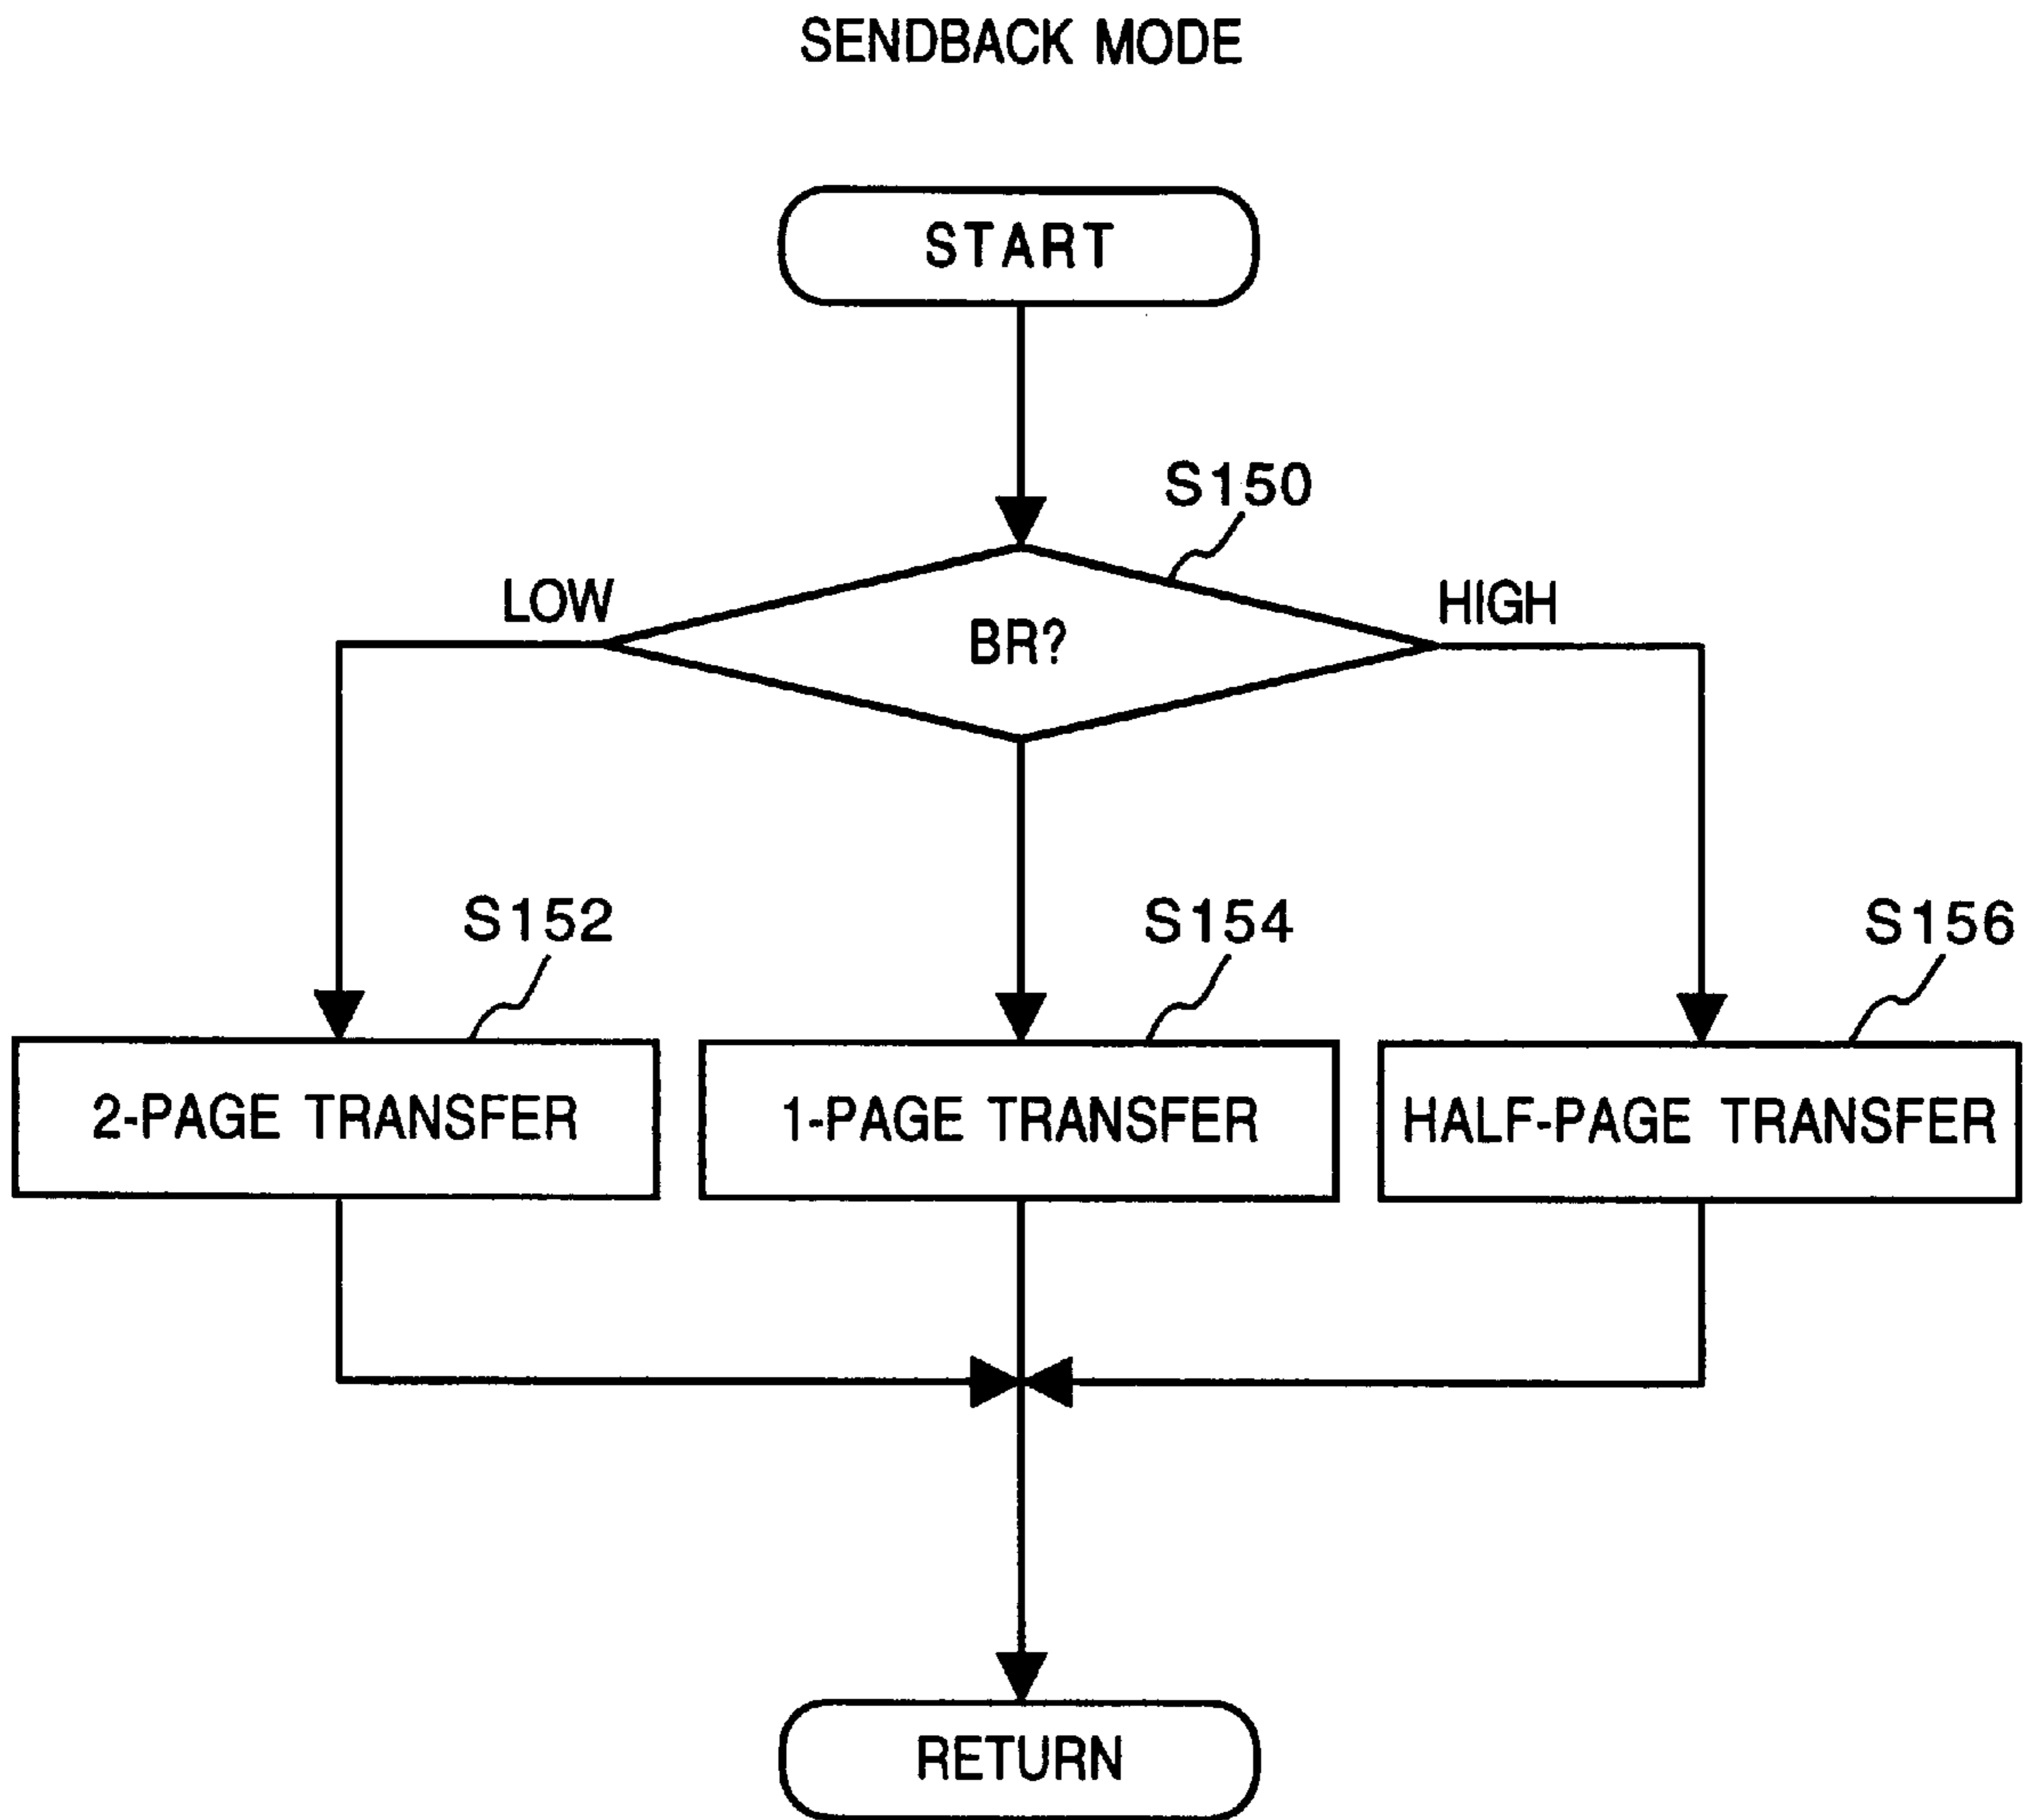 SENDBACK MODE
START
S150
LOW
BR?
HIGH
S152
S154
S156
2-PAGE TRANSFER
1-PAGE TRANSFER
HALF-PAGE TRANSFER
RETURN